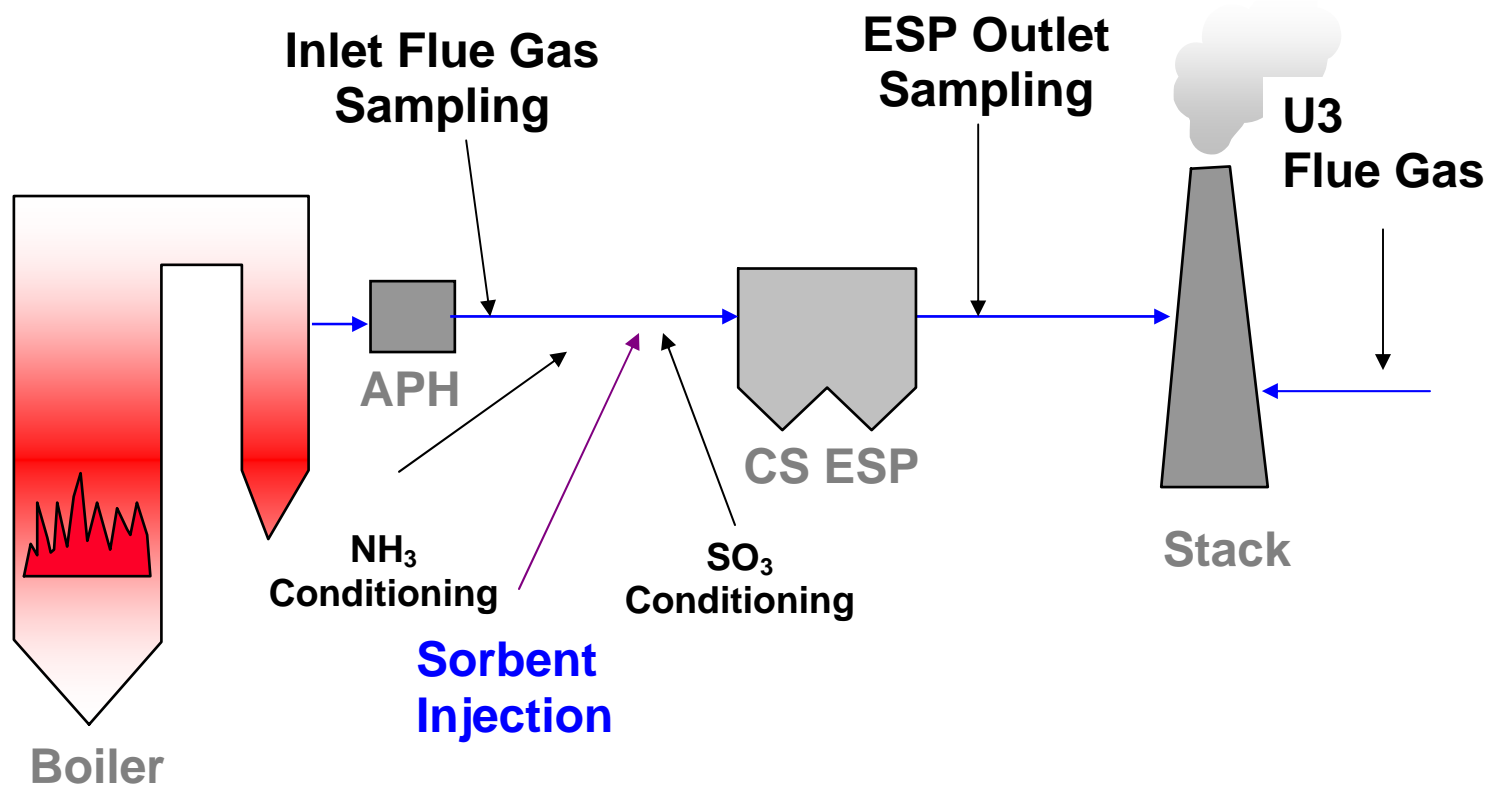 Inlet Flue Gas
Sampling
ESP Outlet
Sampling
U3
Flue Gas
APH
CS ESP
NH₃
Conditioning
SO₃
Conditioning
Stack
Sorbent
Injection
Boiler